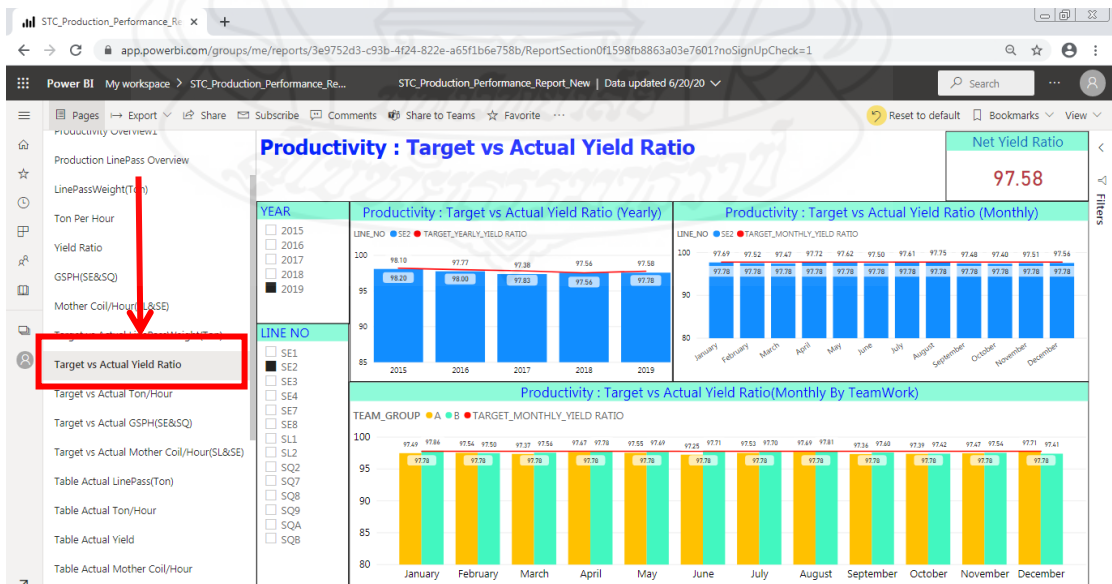 STC_Production_Performance_Re × +
app.powerbi.com/groups/me/reports/3e9752d3-c93b-4f24-822e-a65f1b6e758b/ReportSection0f1598fb8863a03e7601?noSignUpCheck=1
Power BI My workspace > STC_Production_Performance_Re... STC_Production_Performance_Report_New | Data updated 6/20/20 Search ...
Pages Export Share Subscribe Comments Share to Teams Favorite ... Reset to default Bookmarks View
Productivity Overview1
Production LinePass Overview
LinePassWeight(Ton)
Ton Per Hour
Yield Ratio
GSPH(SE&SQ)
Mother Coil/Hour(SL&SE)
Target vs Actual LinePassWeight(Ton)
Target vs Actual Yield Ratio
Target vs Actual Ton/Hour
Target vs Actual GSPH(SE&SQ)
Target vs Actual Mother Coil/Hour(SL&SE)
Table Actual LinePass(Ton)
Table Actual Ton/Hour
Table Actual Yield
Table Actual Mother Coil/Hour
Productivity : Target vs Actual Yield Ratio
Net Yield Ratio
97.58
Filters
YEAR
2015
2016
2017
2018
2019
LINE NO
SE1
SE2
SE3
SE4
SE7
SE8
SL1
SL2
SQ2
SQ7
SQ8
SQ9
SQA
SQB
Productivity : Target vs Actual Yield Ratio (Yearly)
LINE_NO SE2 TARGET_YEARLY_YIELD RATIO
100
95
90
85
98.10 97.77 97.38 97.56 97.58
98.20 98.00 97.83 97.56 97.78
2015 2016 2017 2018 2019
Productivity : Target vs Actual Yield Ratio (Monthly)
LINE_NO SE2 TARGET_MONTHLY_YIELD RATIO
100
90
80
97.69 97.52 97.47 97.72 97.62 97.50 97.61 97.75 97.48 97.40 97.51 97.56
97.78 97.78 97.78 97.78 97.78 97.78 97.78 97.78 97.78 97.78 97.78 97.78
January February March April May June July August September October November December
Productivity : Target vs Actual Yield Ratio(Monthly By TeamWork)
TEAM_GROUP A B TARGET_MONTHLY_YIELD RATIO
100
95
90
85
80
97.49 97.86 97.54 97.50 97.37 97.56 97.67 97.78 97.55 97.69 97.25 97.71 97.53 97.70 97.69 97.81 97.36 97.60 97.39 97.42 97.47 97.54 97.71 97.41
97.78 97.78 97.78 97.78 97.78 97.78 97.78 97.78 97.78 97.78 97.78 97.78
January February March April May June July August September October November December